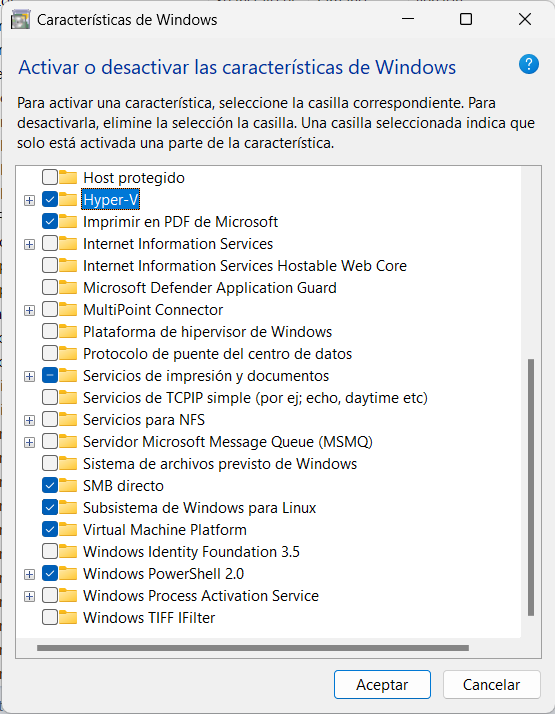 Características de Windows
Activar o desactivar las características de Windows
?
Para activar una característica, seleccione la casilla correspondiente. Para
desactivarla, elimine la selección la casilla. Una casilla seleccionada indica que
solo está activada una parte de la característica.
Host protegido
Hyper-V
Imprimir en PDF de Microsoft
Internet Information Services
Internet Information Services Hostable Web Core
Microsoft Defender Application Guard
MultiPoint Connector
Plataforma de hipervisor de Windows
Protocolo de puente del centro de datos
Servicios de impresión y documentos
Servicios de TCPIP simple (por ej; echo, daytime etc)
Servicios para NFS
Servidor Microsoft Message Queue (MSMQ)
Sistema de archivos previsto de Windows
SMB directo
Subsistema de Windows para Linux
Virtual Machine Platform
Windows Identity Foundation 3.5
Windows PowerShell 2.0
Windows Process Activation Service
Windows TIFF IFilter
Aceptar
Cancelar